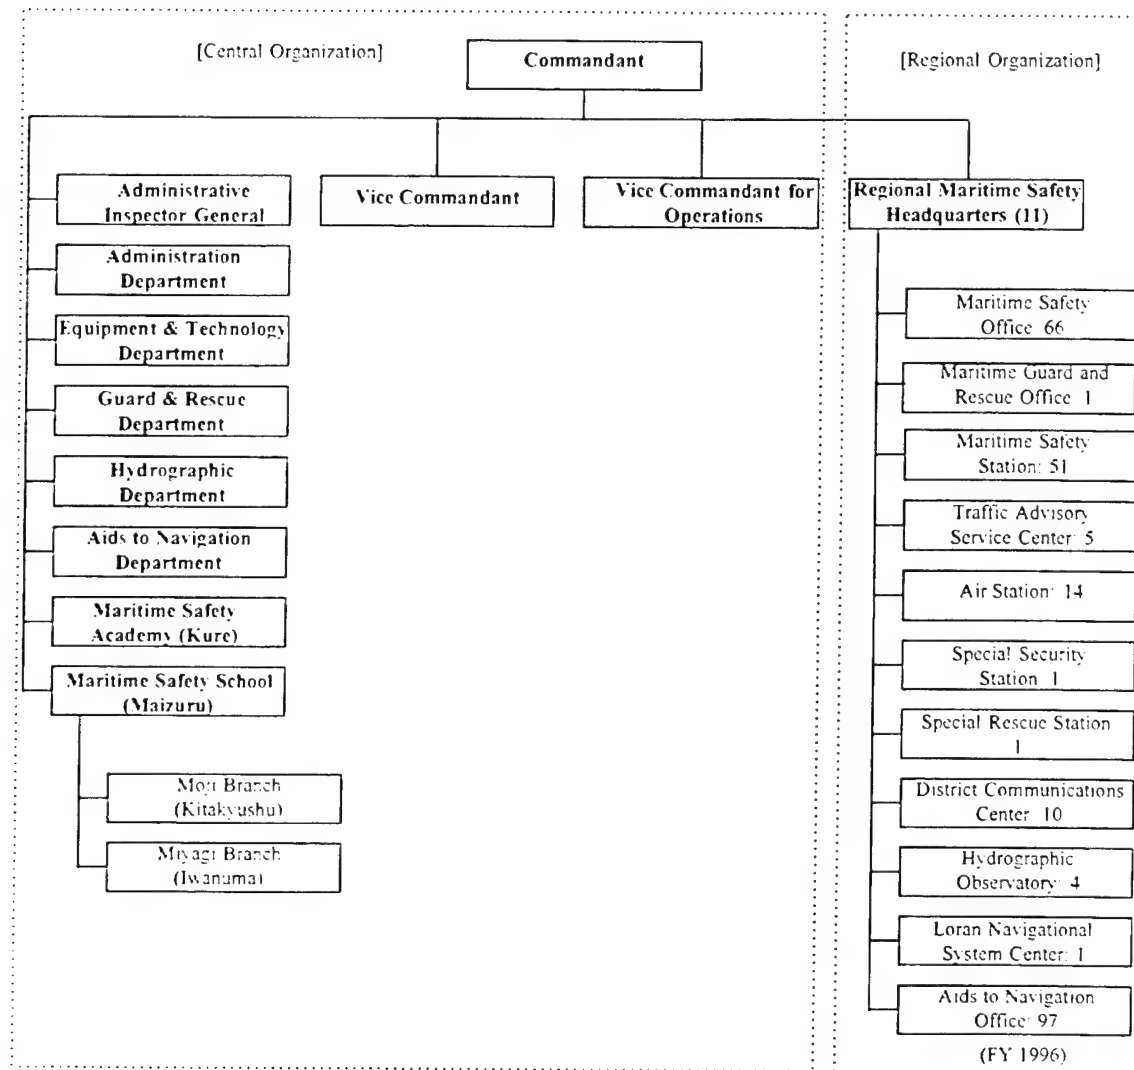 [Central Organization]
Commandant
[Regional Organization]
Administrative
Inspector General
Vice Commandant
Vice Commandant for
Operations
Regional Maritime Safety
Headquarters (11)
Administration
Department
Equipment & Technology
Department
Guard & Rescue
Department
Hydrographic
Department
Aids to Navigation
Department
Maritime Safety
Academy (Kure)
Maritime Safety School
(Maizuru)
Moji Branch
(Kitakyushu)
Miyagi Branch
(Iwanuma)
Maritime Safety
Office: 66
Maritime Guard and
Rescue Office: 1
Maritime Safety
Station: 51
Traffic Advisory
Service Center: 5
Air Station: 14
Special Security
Station: 1
Special Rescue Station
1
District Communications
Center: 10
Hydrographic
Observatory: 4
Loran Navigational
System Center: 1
Aids to Navigation
Office: 97
(FY 1996)